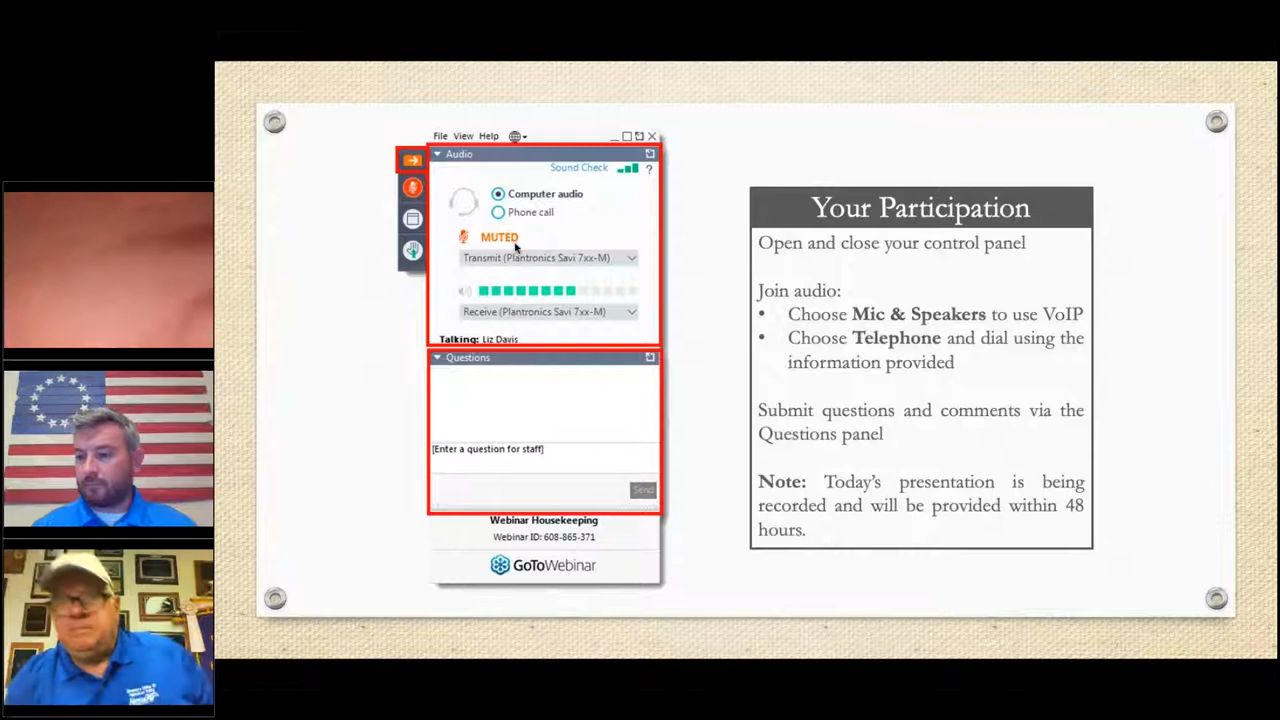 File View Help
Audio
Sound Check ?
Computer audio
Phone call
MUTED
Transmit (Plantronics Savi 7xx-M)
Receive (Plantronics Savi 7xx-M)
Talking: Liz Davis
Questions
[Enter a question for staff]
Send
Webinar Housekeeping
Webinar ID: 608-865-371
GoToWebinar
Your Participation
Open and close your control panel
Join audio:
• Choose Mic & Speakers to use VoIP
• Choose Telephone and dial using the
information provided
Submit questions and comments via the
Questions panel
Note: Today's presentation is being
recorded and will be provided within 48
hours.